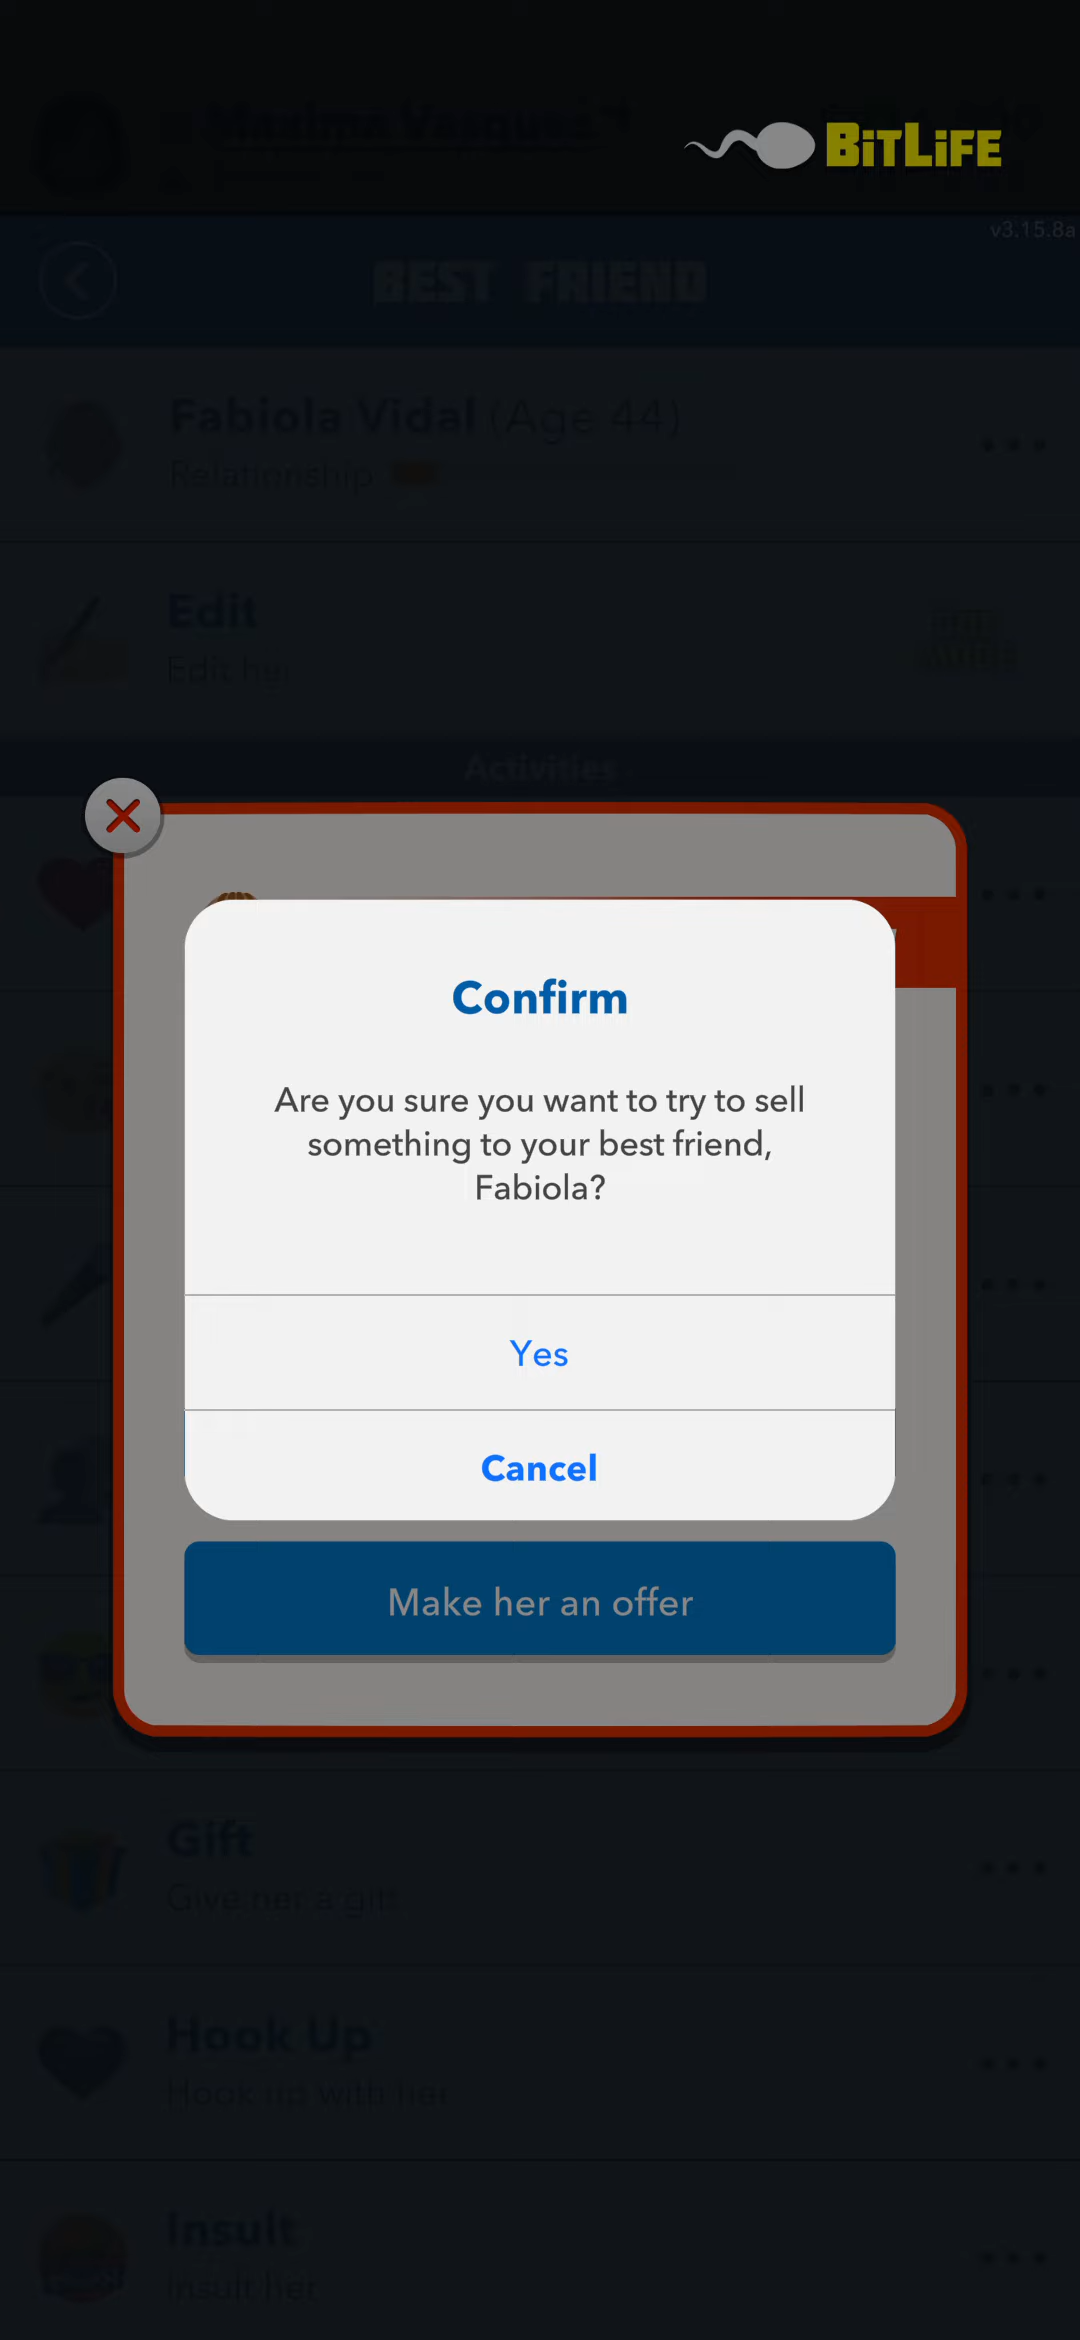 BiTLiFE
v3.15.8a
BEST FRIEND
Fabiola Vidal (Age 44)
Relationship
Edit
Edit her
Activities
Confirm
Are you sure you want to try to sell
something to your best friend,
Fabiola?
Yes
Cancel
Make her an offer
Gift
Give her a gift
Hook Up
Hook up with her
Insult
Insult her